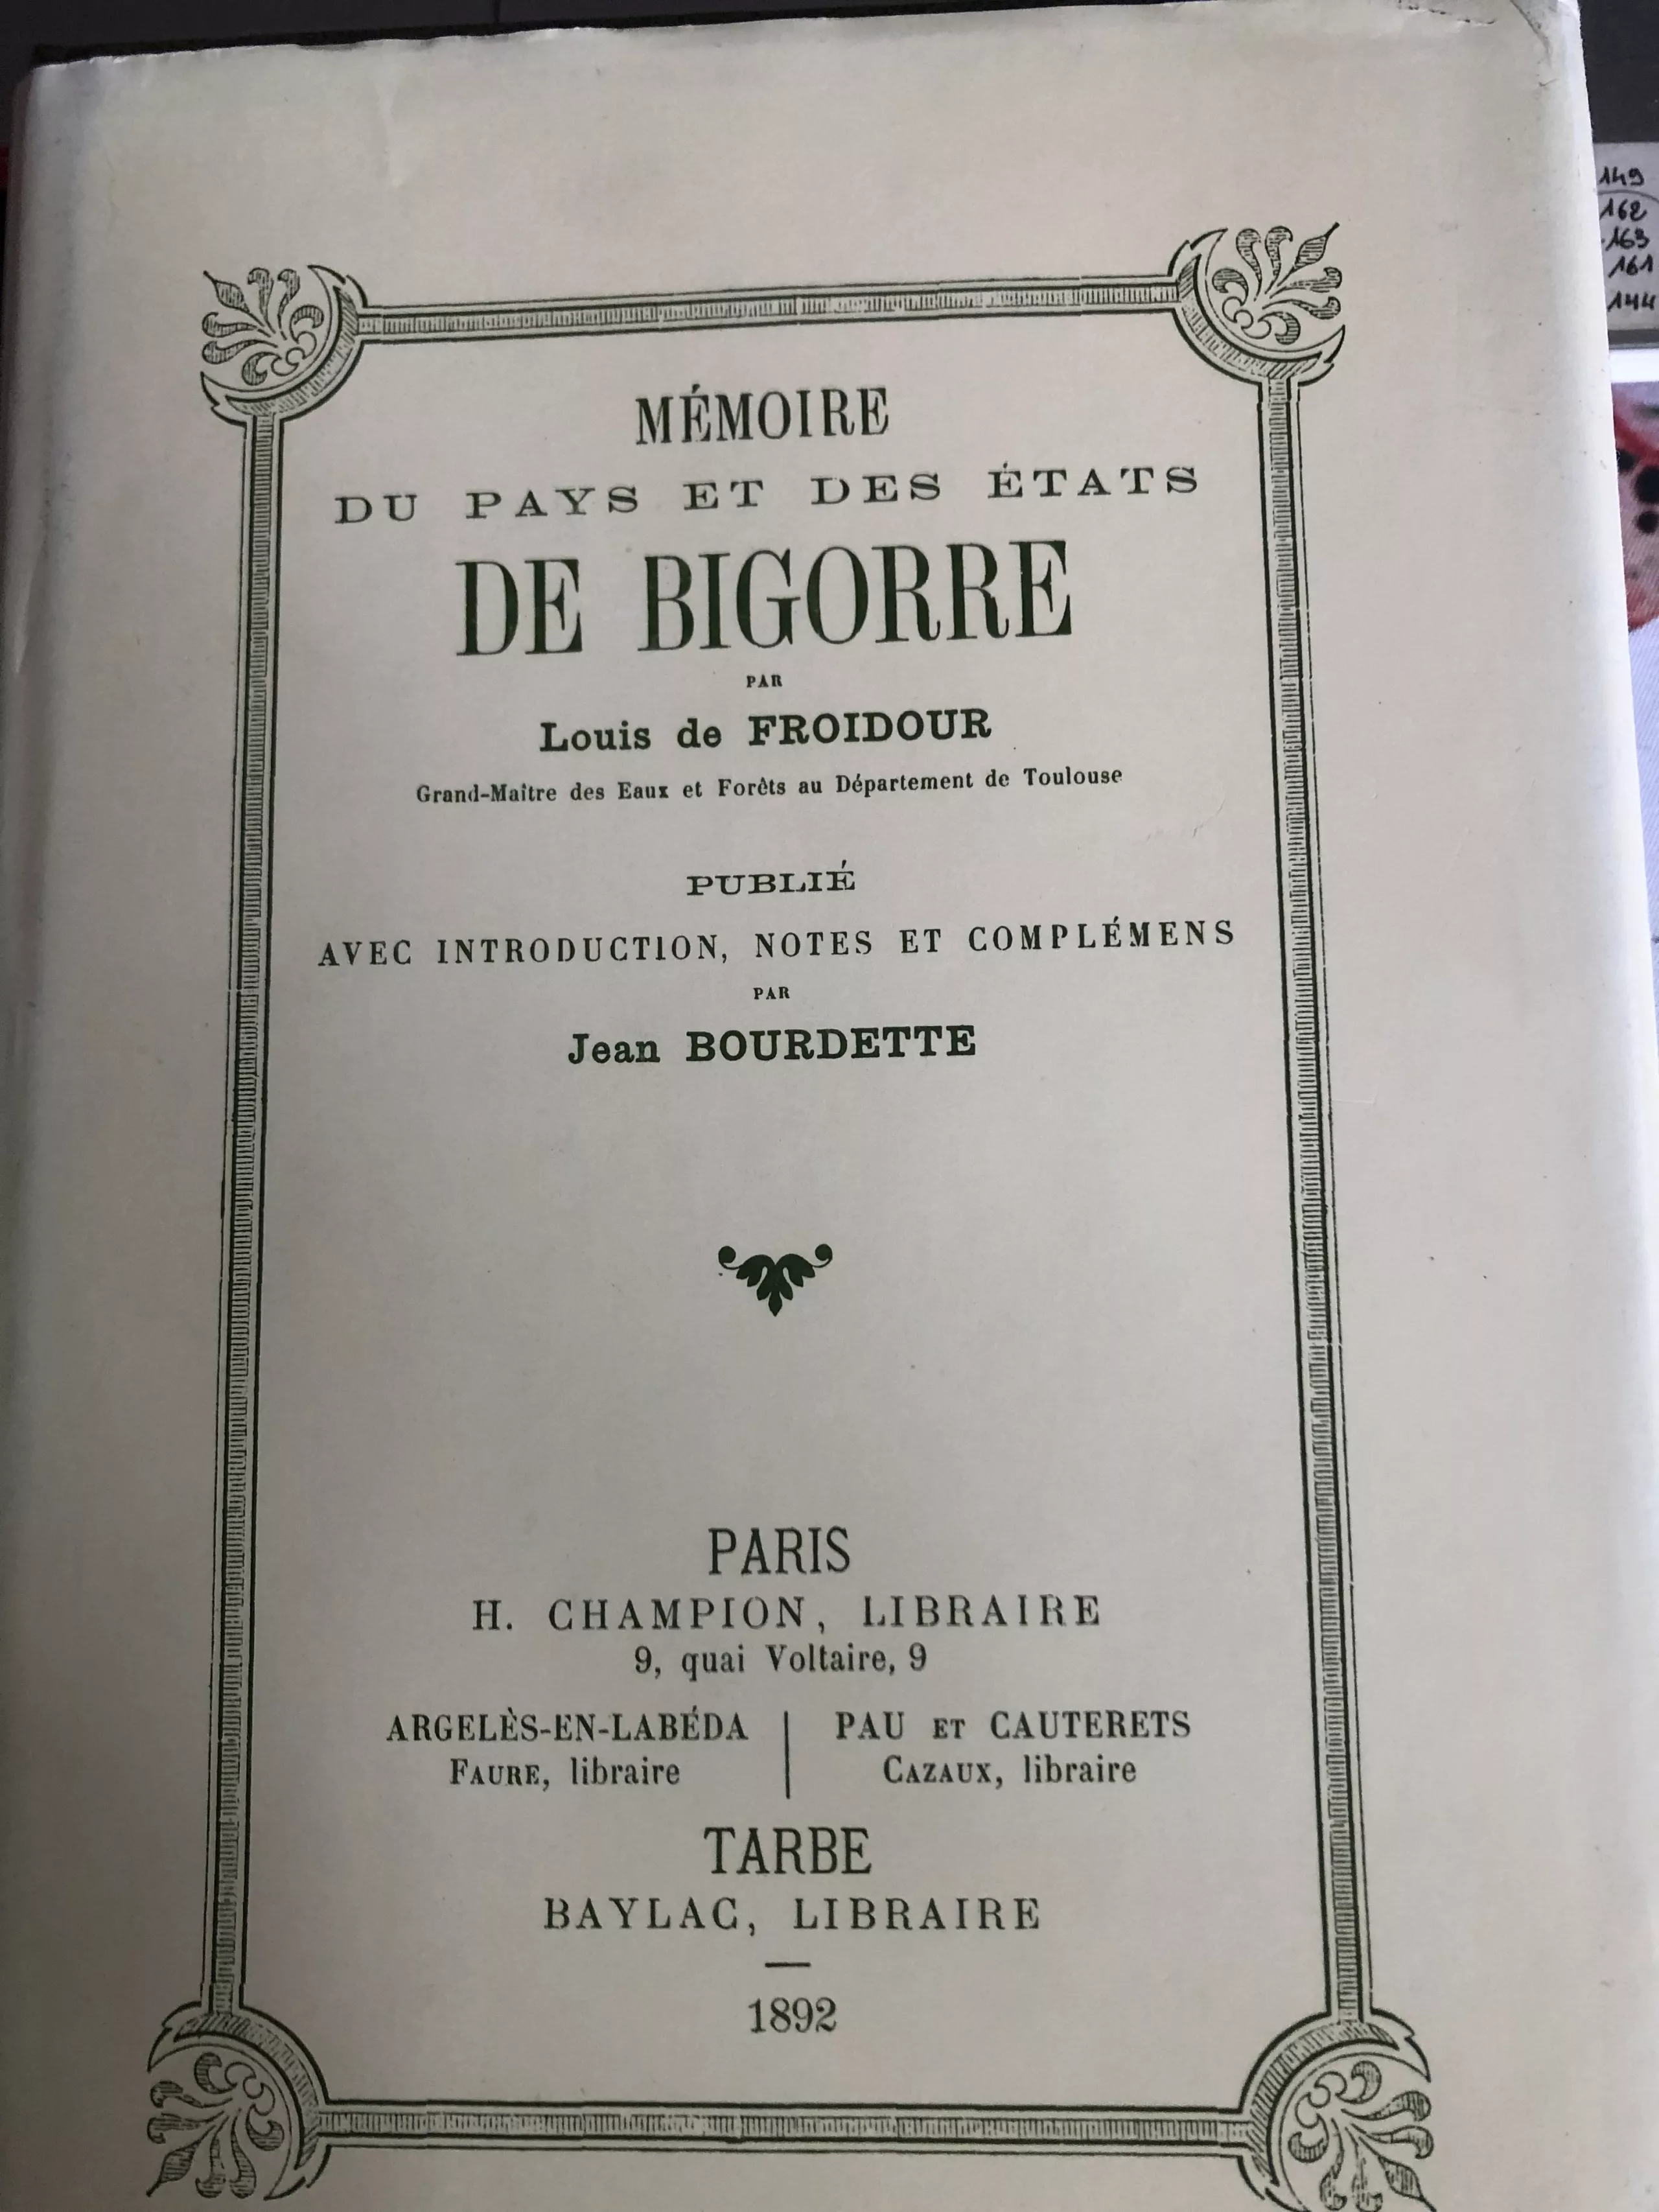 MÉMOIRE
DU PAYS ET DES ÉTATS
DE BIGORRE
PAR
Louis de FROIDOUR
Grand-Maître des Eaux et Forêts au Département de Toulouse
PUBLIÉ
AVEC INTRODUCTION, NOTES ET COMPLÉMENS
PAR
Jean BOURDETTE
PARIS
H. CHAMPION, LIBRAIRE
9, quai Voltaire, 9
ARGELÈS-EN-LABÉDA
FAURE, libraire
PAU ET CAUTERETS
CAZAUX, libraire
TARBE
BAYLAC, LIBRAIRE
1892
149
162
163
161
144